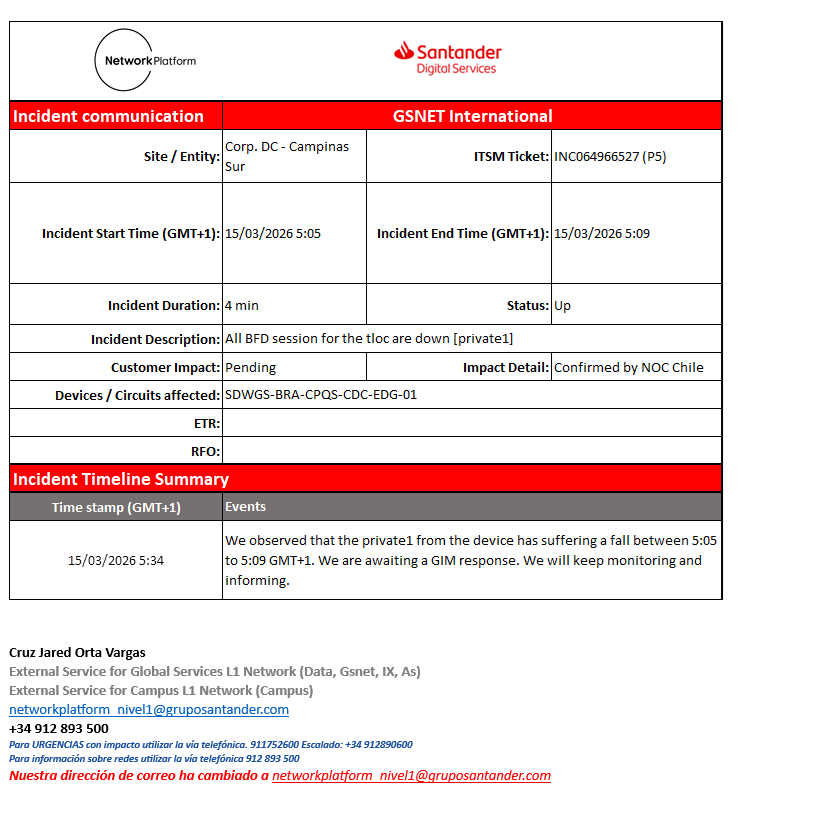 NetworkPlatform
Santander
Digital Services
Incident communication GSNET International
Site / Entity: Corp. DC - Campinas Sur ITSM Ticket: INC064966527 (P5)
Incident Start Time (GMT+1): 15/03/2026 5:05 Incident End Time (GMT+1): 15/03/2026 5:09
Incident Duration: 4 min Status: Up
Incident Description: All BFD session for the tloc are down [private1]
Customer Impact: Pending Impact Detail: Confirmed by NOC Chile
Devices / Circuits affected: SDWGS-BRA-CPQS-CDC-EDG-01
ETR:
RFO:
Incident Timeline Summary
Time stamp (GMT+1) Events
15/03/2026 5:34
We observed that the private1 from the device has suffering a fall between 5:05
to 5:09 GMT+1. We are awaiting a GIM response. We will keep monitoring and
informing.
Cruz Jared Orta Vargas
External Service for Global Services L1 Network (Data, Gsnet, IX, As)
External Service for Campus L1 Network (Campus)
networkplatform_nivel1@gruposantander.com
+34 912 893 500
Para URGENCIAS con impacto utilizar la vía telefónica. 911752600 Escalado: +34 912890600
Para información sobre redes utilizar la vía telefónica 912 893 500
Nuestra dirección de correo ha cambiado a networkplatform_nivel1@gruposantander.com